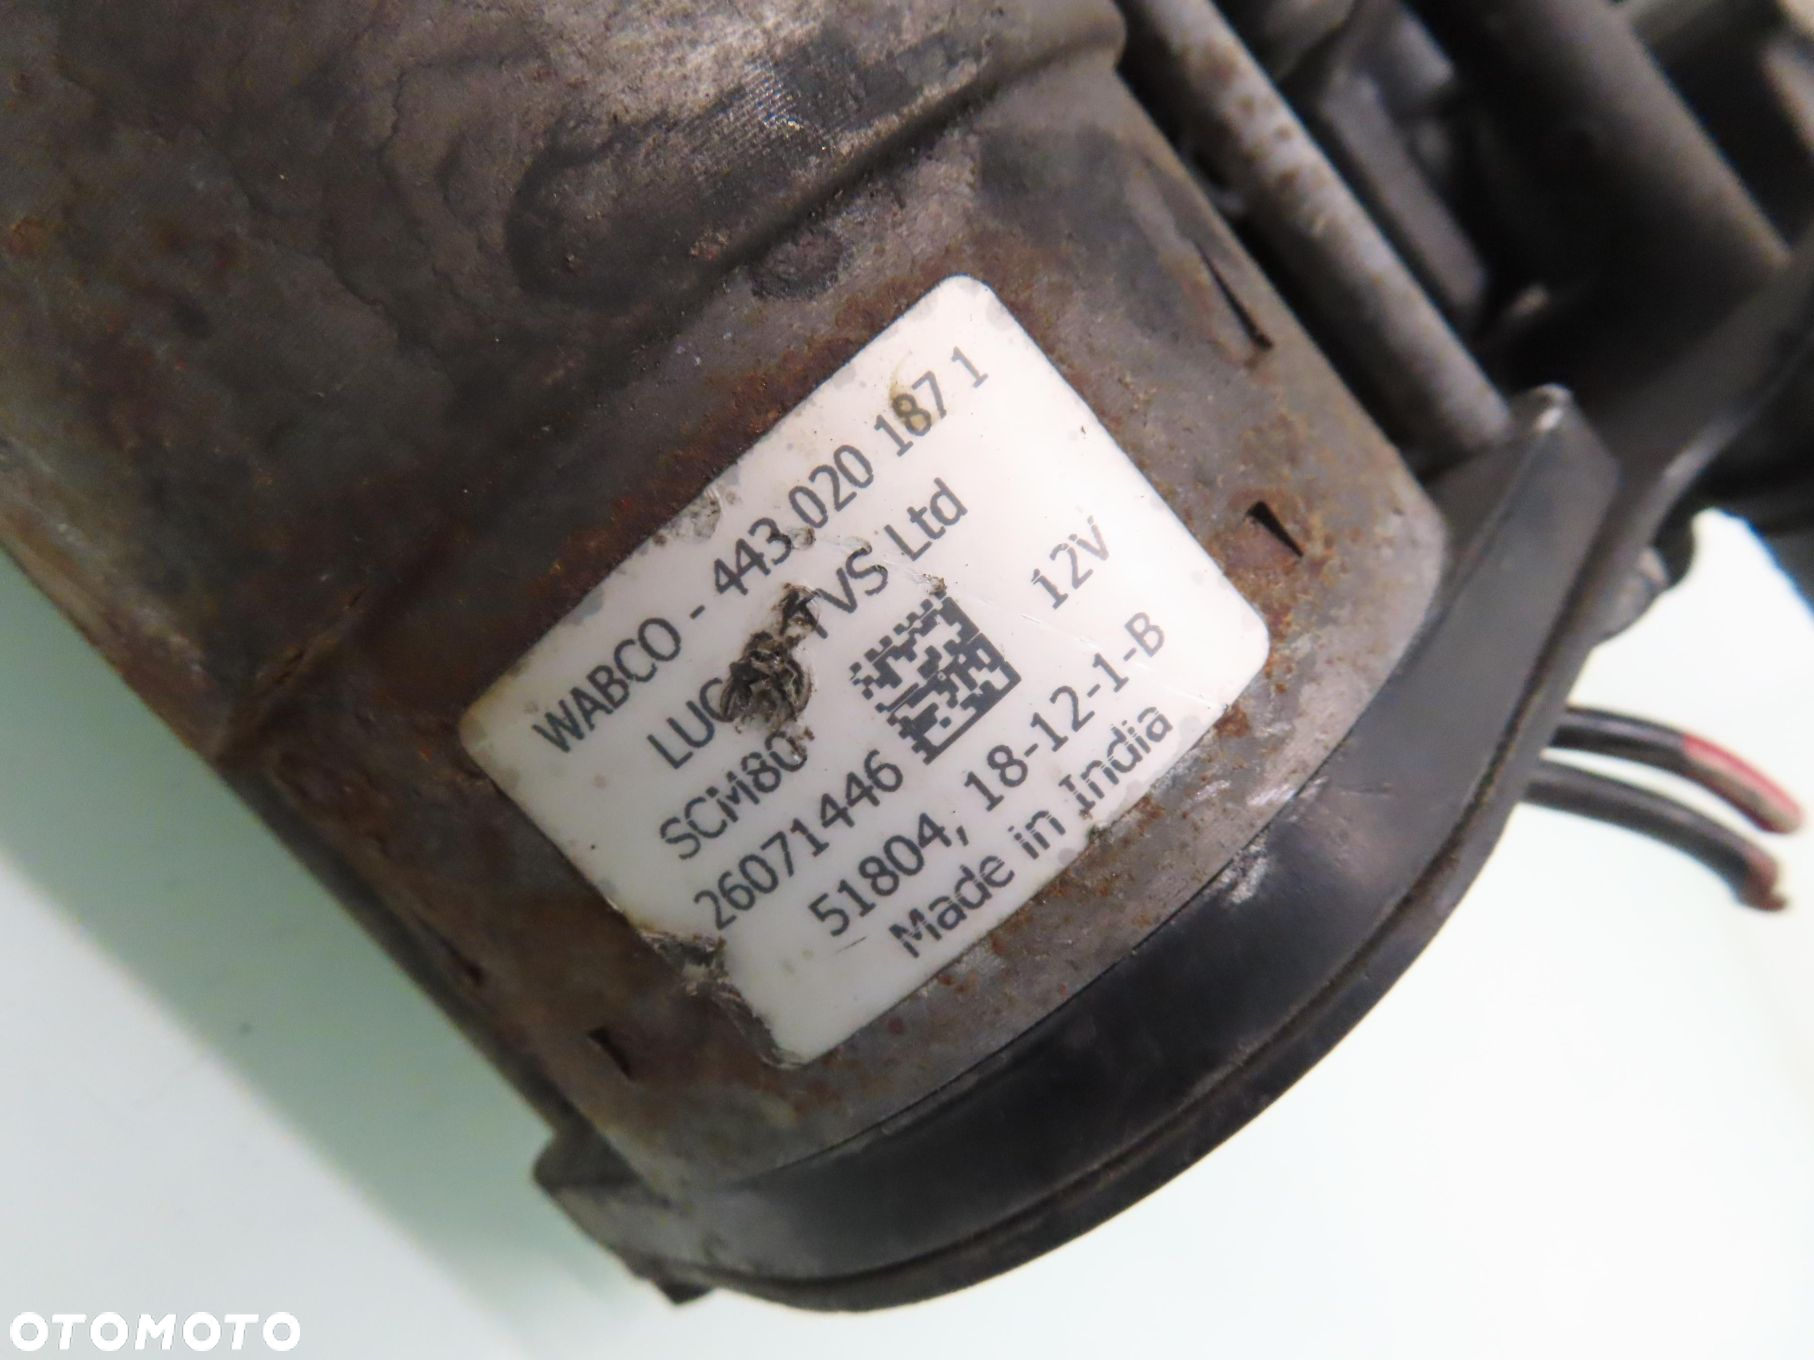 WABCO - 443 020 187 1
TVS Ltd
SCM80
12V
26071446
51804, 18-12-1-B
Made in India
OTOMOTO